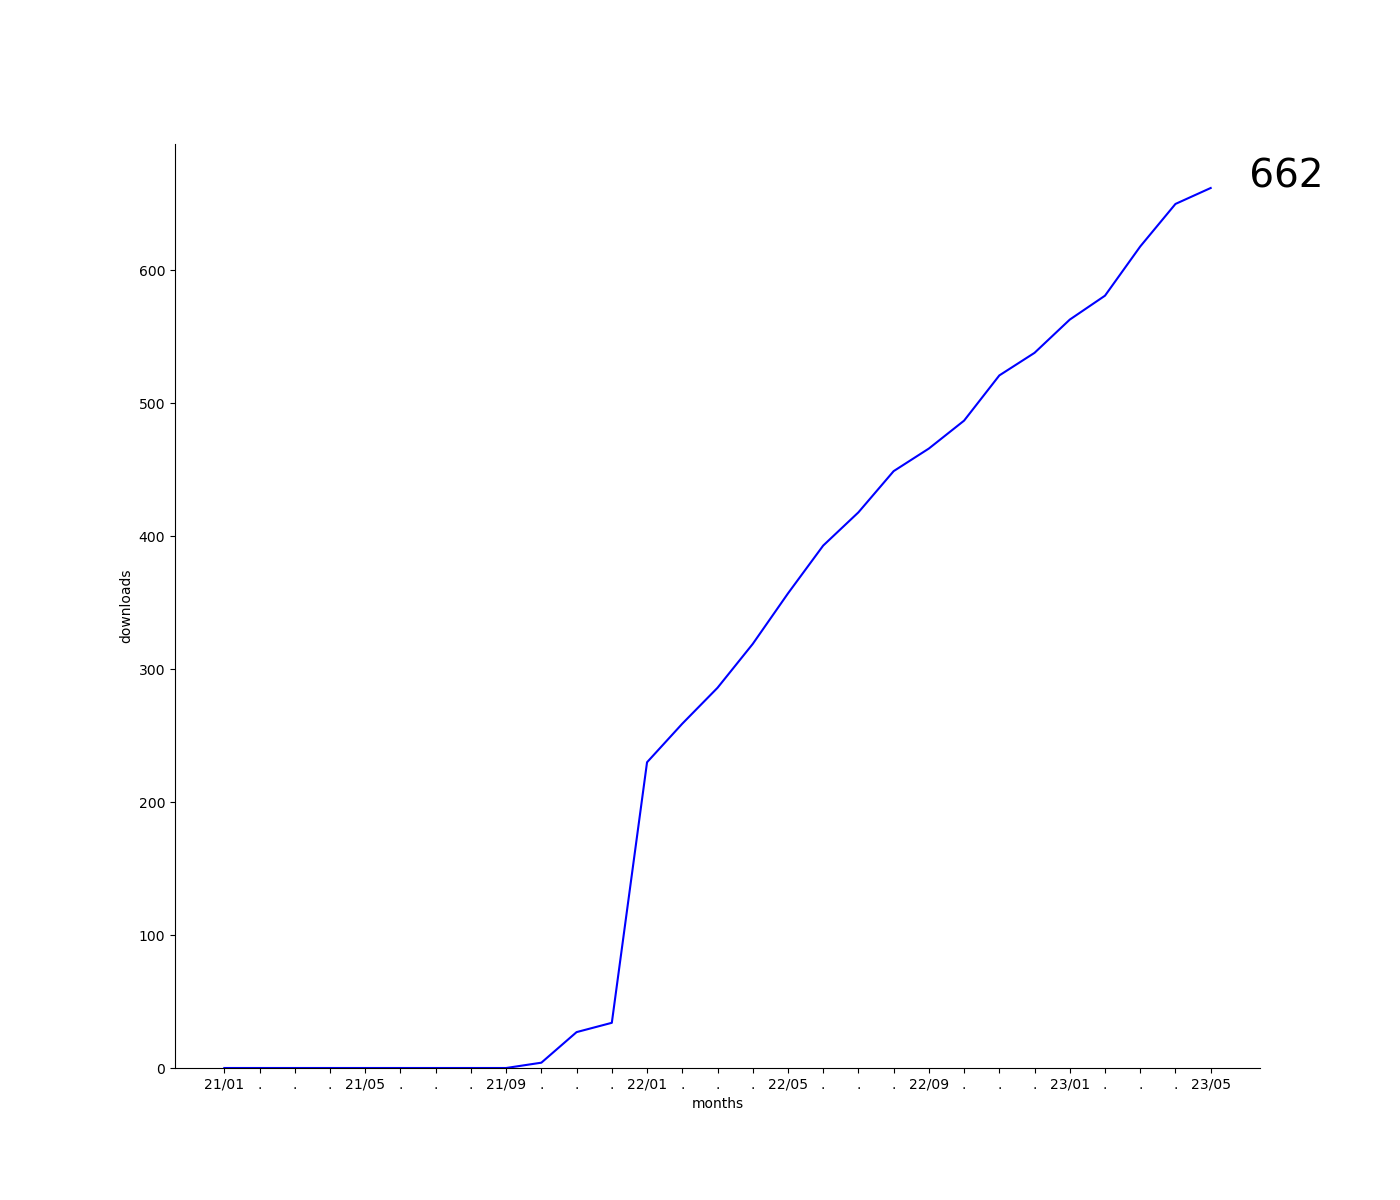 662
600
500
400
300
200
100
0
downloads
21/01 . . . 21/05 . . . 21/09 . . . 22/01 . . . 22/05 . . . 22/09 . . . 23/01 . . . 23/05
months